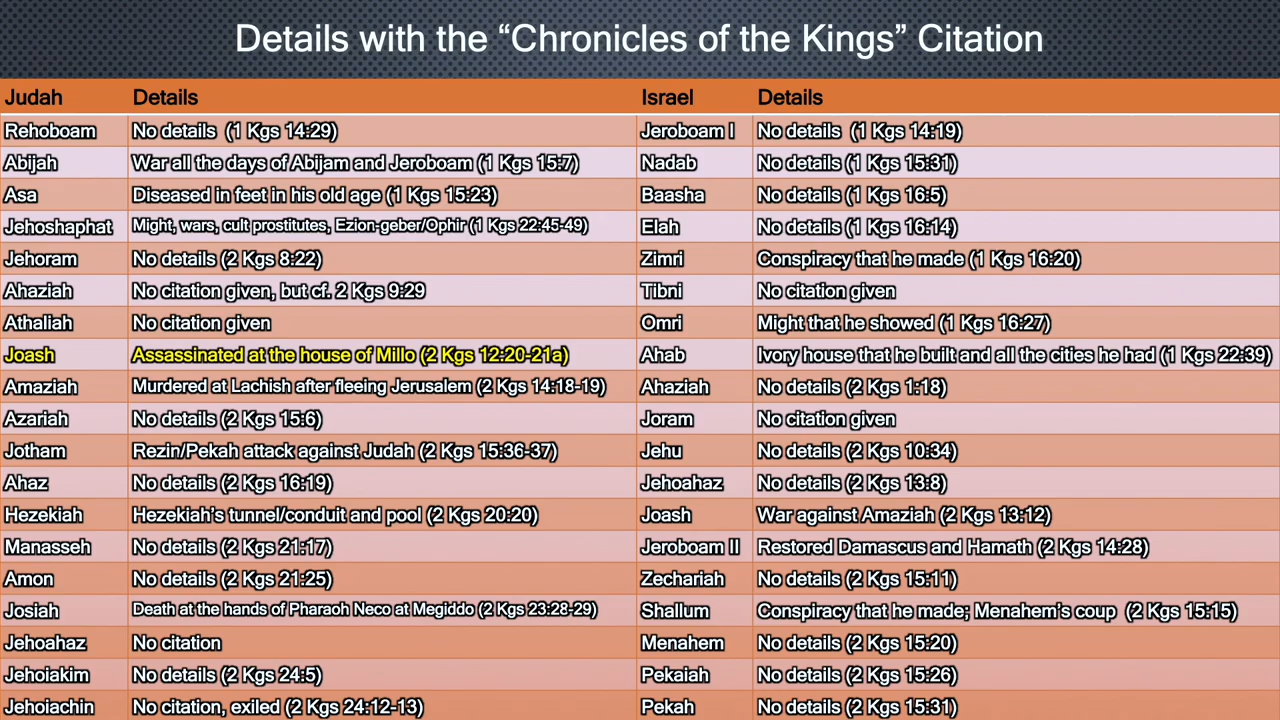 Details with the “Chronicles of the Kings” Citation
Judah Details Israel Details
Rehoboam No details (1 Kgs 14:29) Jeroboam I No details (1 Kgs 14:19)
Abijah War all the days of Abijam and Jeroboam (1 Kgs 15:7) Nadab No details (1 Kgs 15:31)
Asa Diseased in feet in his old age (1 Kgs 15:23) Baasha No details (1 Kgs 16:5)
Jehoshaphat Might, wars, cult prostitutes, Ezion-geber/Ophir (1 Kgs 22:45-49) Elah No details (1 Kgs 16:14)
Jehoram No details (2 Kgs 8:22) Zimri Conspiracy that he made (1 Kgs 16:20)
Ahaziah No citation given, but cf. 2 Kgs 9:29 Tibni No citation given
Athaliah No citation given Omri Might that he showed (1 Kgs 16:27)
Joash Assassinated at the house of Millo (2 Kgs 12:20-21a) Ahab Ivory house that he built and all the cities he had (1 Kgs 22:39)
Amaziah Murdered at Lachish after fleeing Jerusalem (2 Kgs 14:18-19) Ahaziah No details (2 Kgs 1:18)
Azariah No details (2 Kgs 15:6) Joram No citation given
Jotham Rezin/Pekah attack against Judah (2 Kgs 15:36-37) Jehu No details (2 Kgs 10:34)
Ahaz No details (2 Kgs 16:19) Jehoahaz No details (2 Kgs 13:8)
Hezekiah Hezekiah’s tunnel/conduit and pool (2 Kgs 20:20) Joash War against Amaziah (2 Kgs 13:12)
Manasseh No details (2 Kgs 21:17) Jeroboam II Restored Damascus and Hamath (2 Kgs 14:28)
Amon No details (2 Kgs 21:25) Zechariah No details (2 Kgs 15:11)
Josiah Death at the hands of Pharaoh Neco at Megiddo (2 Kgs 23:28-29) Shallum Conspiracy that he made; Menahem’s coup (2 Kgs 15:15)
Jehoahaz No citation Menahem No details (2 Kgs 15:20)
Jehoiakim No details (2 Kgs 24:5) Pekaiah No details (2 Kgs 15:26)
Jehoiachin No citation, exiled (2 Kgs 24:12-13) Pekah No details (2 Kgs 15:31)